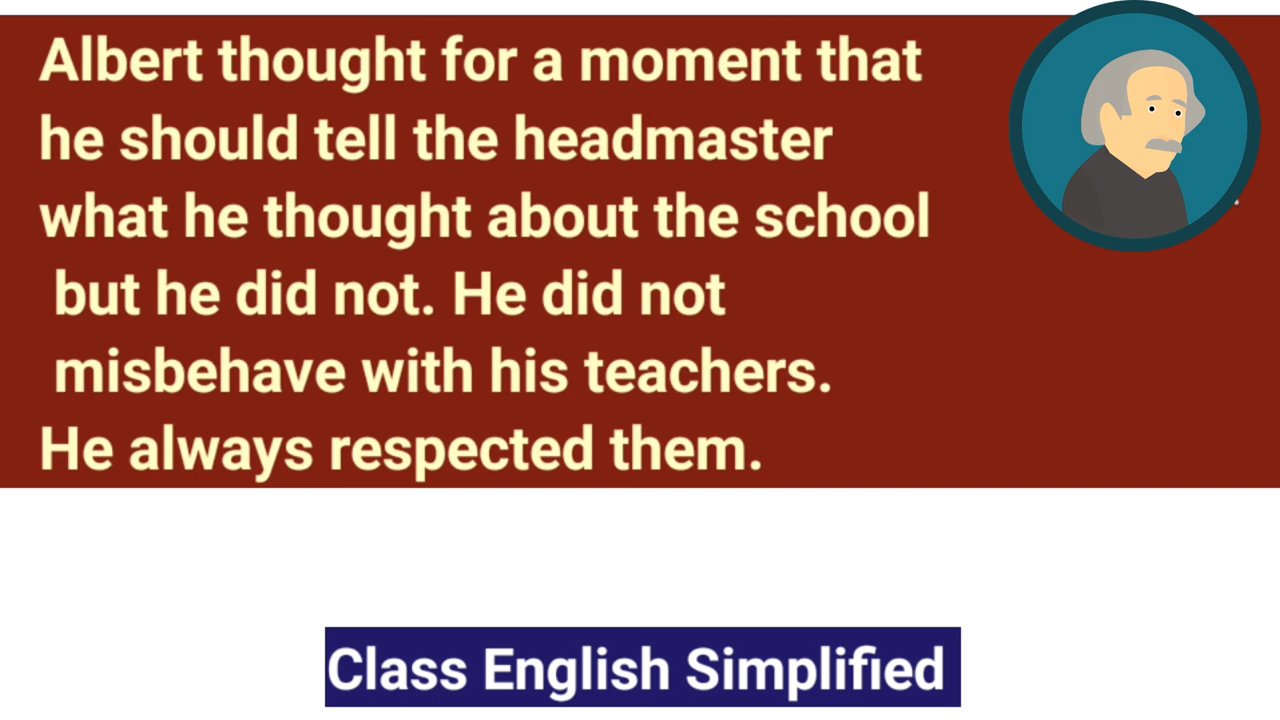 Albert thought for a moment that
he should tell the headmaster
what he thought about the school
but he did not. He did not
misbehave with his teachers.
He always respected them.
Class English Simplified